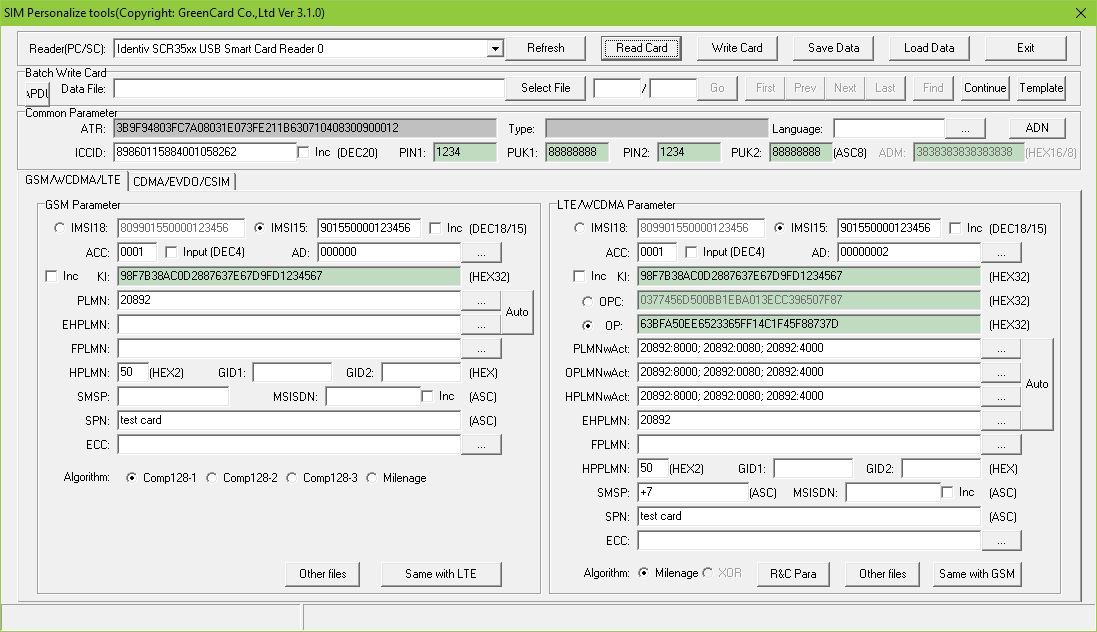 SIM Personalize tools(Copyright: GreenCard Co.,Ltd Ver 3.1.0)
Reader(PC/SC): Identiv SCR35xx USB Smart Card Reader 0 Refresh Read Card Write Card Save Data Load Data Exit
Batch Write Card
APDU Data File: Select File / Go First Prev Next Last Find Continue Template
Common Parameter
ATR: 3B9F94803FC7A08031E073FE211B630710408300900012 Type: Language: ... ADN
ICCID: 89860115884001058262 Inc (DEC20) PIN1: 1234 PUK1: 88888888 PIN2: 1234 PUK2: 88888888 (ASC8) ADM: 3838383838383838 (HEX16/8)
GSM/WCDMA/LTE CDMA/EVDO/CSIM
GSM Parameter
IMSI18: 809901550000123456 IMSI15: 901550000123456 Inc (DEC18/15)
ACC: 0001 Input (DEC4) AD: 000000 ...
Inc KI: 98F7B38AC0D2887637E67D9FD1234567 (HEX32)
PLMN: 20892 ...
Auto
EHPLMN: ...
FPLMN: ...
HPLMN: 50 (HEX2) GID1: GID2: (HEX)
SMSP: MSISDN: Inc (ASC)
SPN: test card (ASC)
ECC: ...
Algorithm: Comp128-1 Comp128-2 Comp128-3 Milenage
Other files Same with LTE
LTE/WCDMA Parameter
IMSI18: 809901550000123456 IMSI15: 901550000123456 Inc (DEC18/15)
ACC: 0001 Input (DEC4) AD: 00000002 ...
Inc KI: 98F7B38AC0D2887637E67D9FD1234567 (HEX32)
OPC: 0377456D500BB1EBA013ECC396507F87 (HEX32)
OP: 63BFA50EE6523365FF14C1F45F88737D (HEX32)
PLMNwAct: 20892:8000; 20892:0080; 20892:4000 ...
OPLMNwAct: 20892:8000; 20892:0080; 20892:4000 ...
Auto
HPLMNwAct: 20892:8000; 20892:0080; 20892:4000 ...
EHPLMN: 20892 ...
FPLMN: ...
HPPLMN: 50 (HEX2) GID1: GID2: (HEX)
SMSP: +7 (ASC) MSISDN: Inc (ASC)
SPN: test card (ASC)
ECC: ...
Algorithm: Milenage XOR R&C Para Other files Same with GSM